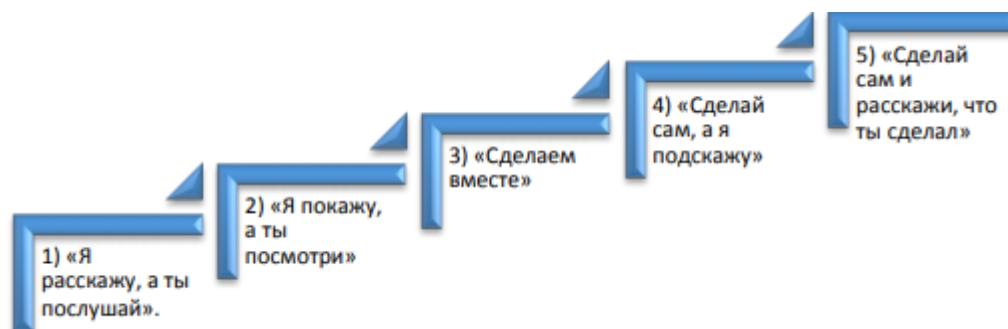 1) «Я
расскажу, а ты
послушай».
2) «Я покажу,
а ты
посмотри»
3) «Сделаем
вместе»
4) «Сделай
сам, а я
подскажу»
5) «Сделай
сам и
расскажи, что
ты сделал»